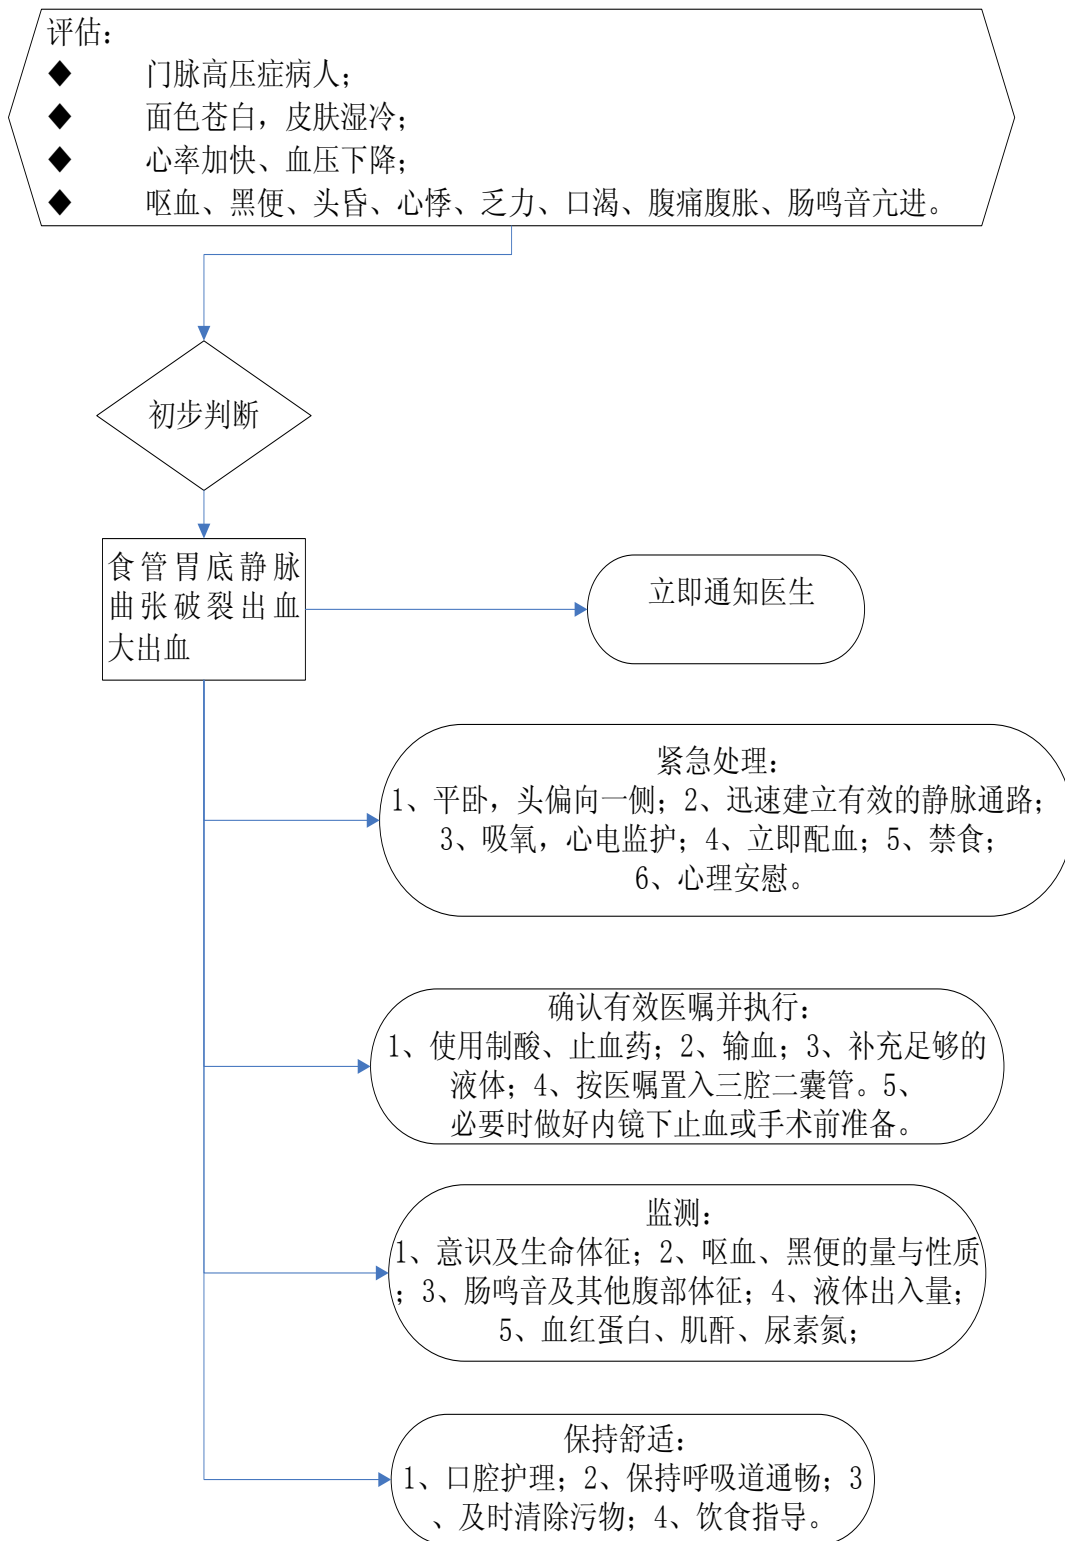 评估：
◆ 门脉高压症病人；
◆ 面色苍白，皮肤湿冷；
◆ 心率加快、血压下降；
◆ 呕血、黑便、头昏、心悸、乏力、口渴、腹痛腹胀、肠鸣音亢进。
初步判断
食管胃底静脉
曲张破裂出血
大出血
立即通知医生
紧急处理：
1、平卧，头偏向一侧；2、迅速建立有效的静脉通路；
3、吸氧，心电监护；4、立即配血；5、禁食；
6、心理安慰。
确认有效医嘱并执行：
1、使用制酸、止血药；2、输血；3、补充足够的
液体；4、按医嘱置入三腔二囊管。5、
必要时做好内镜下止血或手术前准备。
监测：
1、意识及生命体征；2、呕血、黑便的量与性质
；3、肠鸣音及其他腹部体征；4、液体出入量；
5、血红蛋白、肌酐、尿素氮；
保持舒适：
1、口腔护理；2、保持呼吸道通畅；3
、及时清除污物；4、饮食指导。